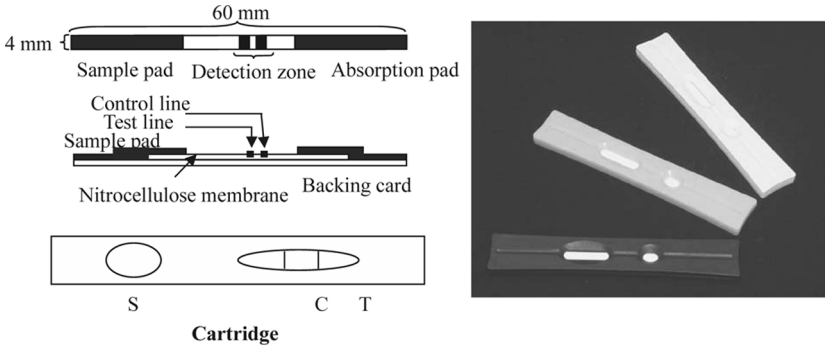 60 mm
4 mm
Sample pad Detection zone Absorption pad
Control line
Test line
Sample pad
Nitrocellulose membrane Backing card
S C T
Cartridge